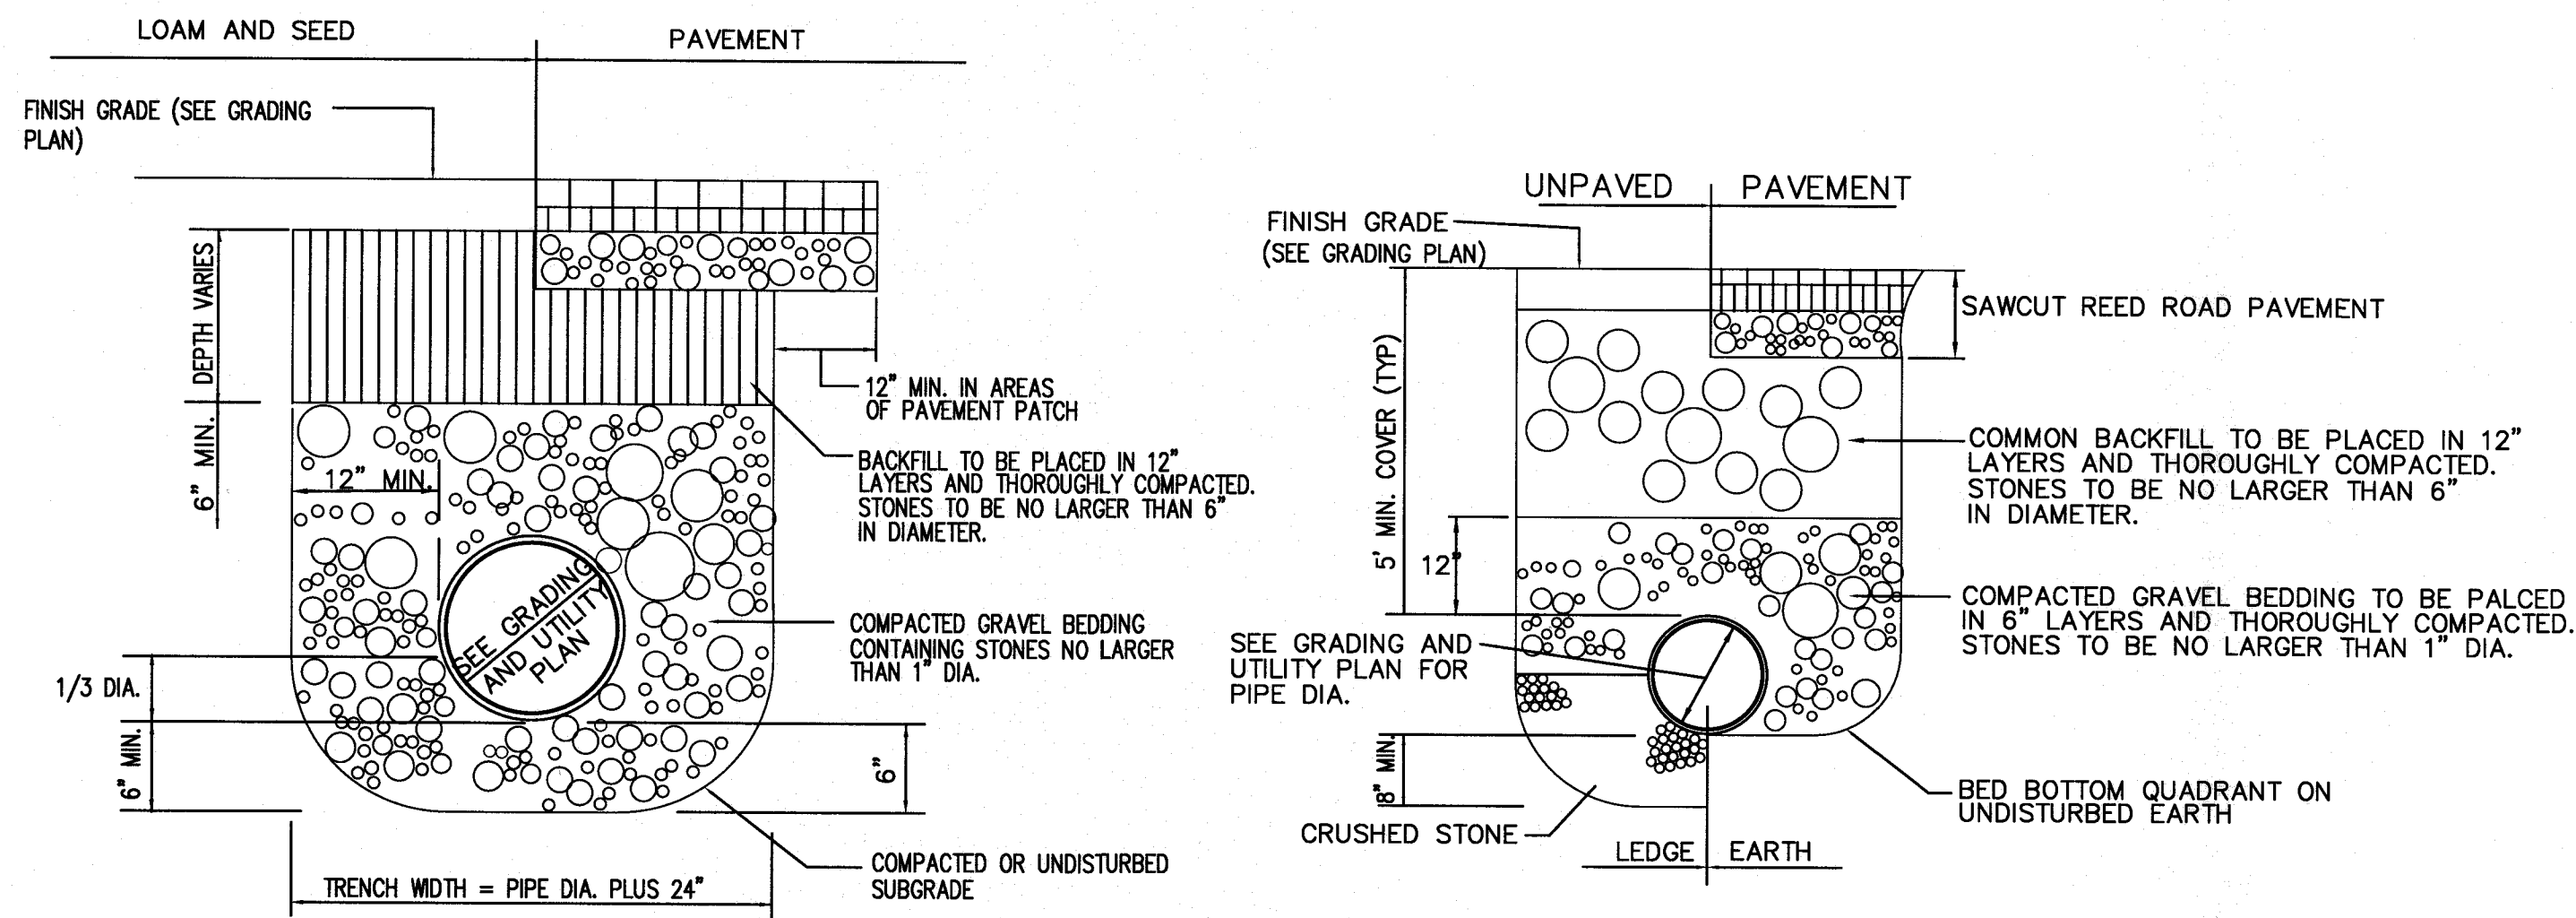 LOAM AND SEED
PAVEMENT
FINISH GRADE (SEE GRADING
PLAN)
DEPTH VARIES
6" MIN.
12" MIN.
12" MIN. IN AREAS
OF PAVEMENT PATCH
BACKFILL TO BE PLACED IN 12"
LAYERS AND THOROUGHLY COMPACTED.
STONES TO BE NO LARGER THAN 6"
IN DIAMETER.
SEE GRADING
AND UTILITY
PLAN
COMPACTED GRAVEL BEDDING
CONTAINING STONES NO LARGER
THAN 1" DIA.
1/3 DIA.
6" MIN.
6"
COMPACTED OR UNDISTURBED
SUBGRADE
TRENCH WIDTH = PIPE DIA. PLUS 24"
UNPAVED
PAVEMENT
FINISH GRADE
(SEE GRADING PLAN)
SAWCUT REED ROAD PAVEMENT
5' MIN. COVER (TYP)
COMMON BACKFILL TO BE PLACED IN 12"
LAYERS AND THOROUGHLY COMPACTED.
STONES TO BE NO LARGER THAN 6"
IN DIAMETER.
12"
COMPACTED GRAVEL BEDDING TO BE PALCED
IN 6" LAYERS AND THOROUGHLY COMPACTED.
STONES TO BE NO LARGER THAN 1" DIA.
SEE GRADING AND
UTILITY PLAN FOR
PIPE DIA.
8" MIN.
BED BOTTOM QUADRANT ON
UNDISTURBED EARTH
CRUSHED STONE
LEDGE
EARTH